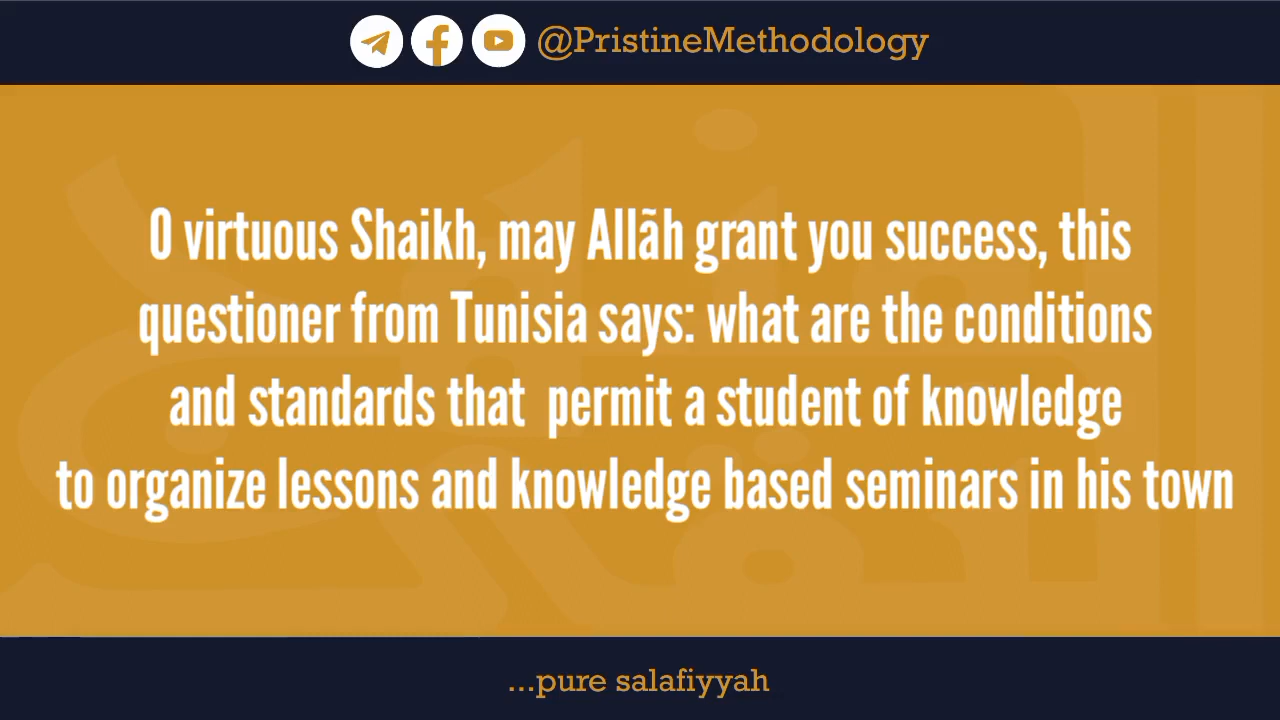 @PristineMethodology
O virtuous Shaikh, may Allãh grant you success, this
questioner from Tunisia says: what are the conditions
and standards that permit a student of knowledge
to organize lessons and knowledge based seminars in his town
...pure salafiyyah